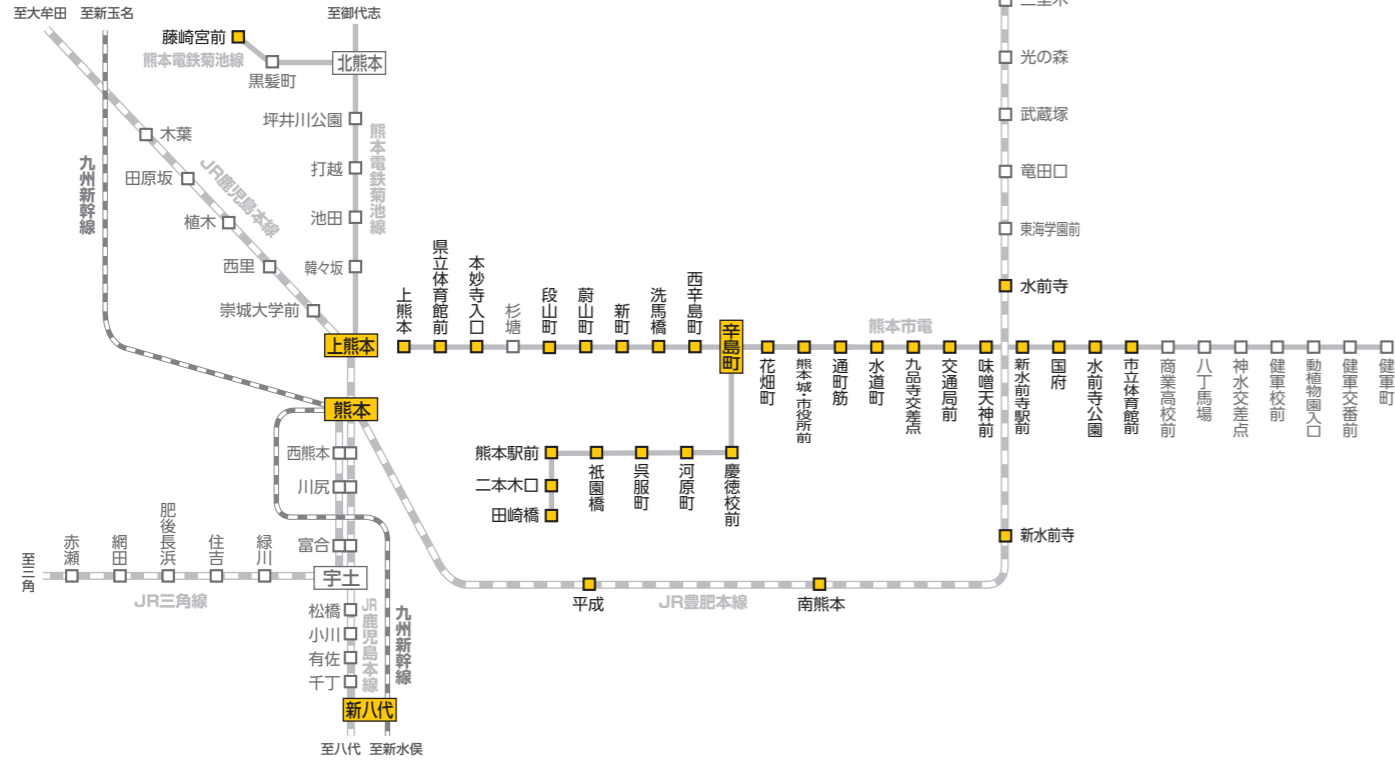 至大牟田
至新玉名
至御代志
三里木
藤崎宮前
熊本電鉄菊池線
黒髪町
北熊本
光の森
坪井川公園
武蔵塚
熊本電鉄菊池線
木葉
打越
九州新幹線
JR鹿児島本線
田原坂
竜田口
植木
池田
東海学園前
西里
韓々坂
崇城大学前
水前寺
上熊本
上熊本
県立体育館前
本妙寺入口
杉塘
段山町
蔚山町
新町
洗馬橋
西辛島町
辛島町
熊本市電
花畑町
熊本城・市役所前
通町筋
水道町
九品寺交差点
交通局前
味噌天神前
新水前寺駅前
国府
水前寺公園
市立体育館前
商業高校前
八丁馬場
神水交差点
健軍校前
動植物園入口
健軍交番前
健軍町
熊本
西熊本
川尻
富合
熊本駅前
二本木口
田崎橋
祇園橋
呉服町
河原町
慶徳校前
新水前寺
至三角
赤瀬
網田
肥後長浜
住吉
緑川
宇土
JR三角線
平成
JR豊肥本線
南熊本
松橋
小川
有佐
千丁
JR鹿児島本線
九州新幹線
新八代
至八代
至新水俣